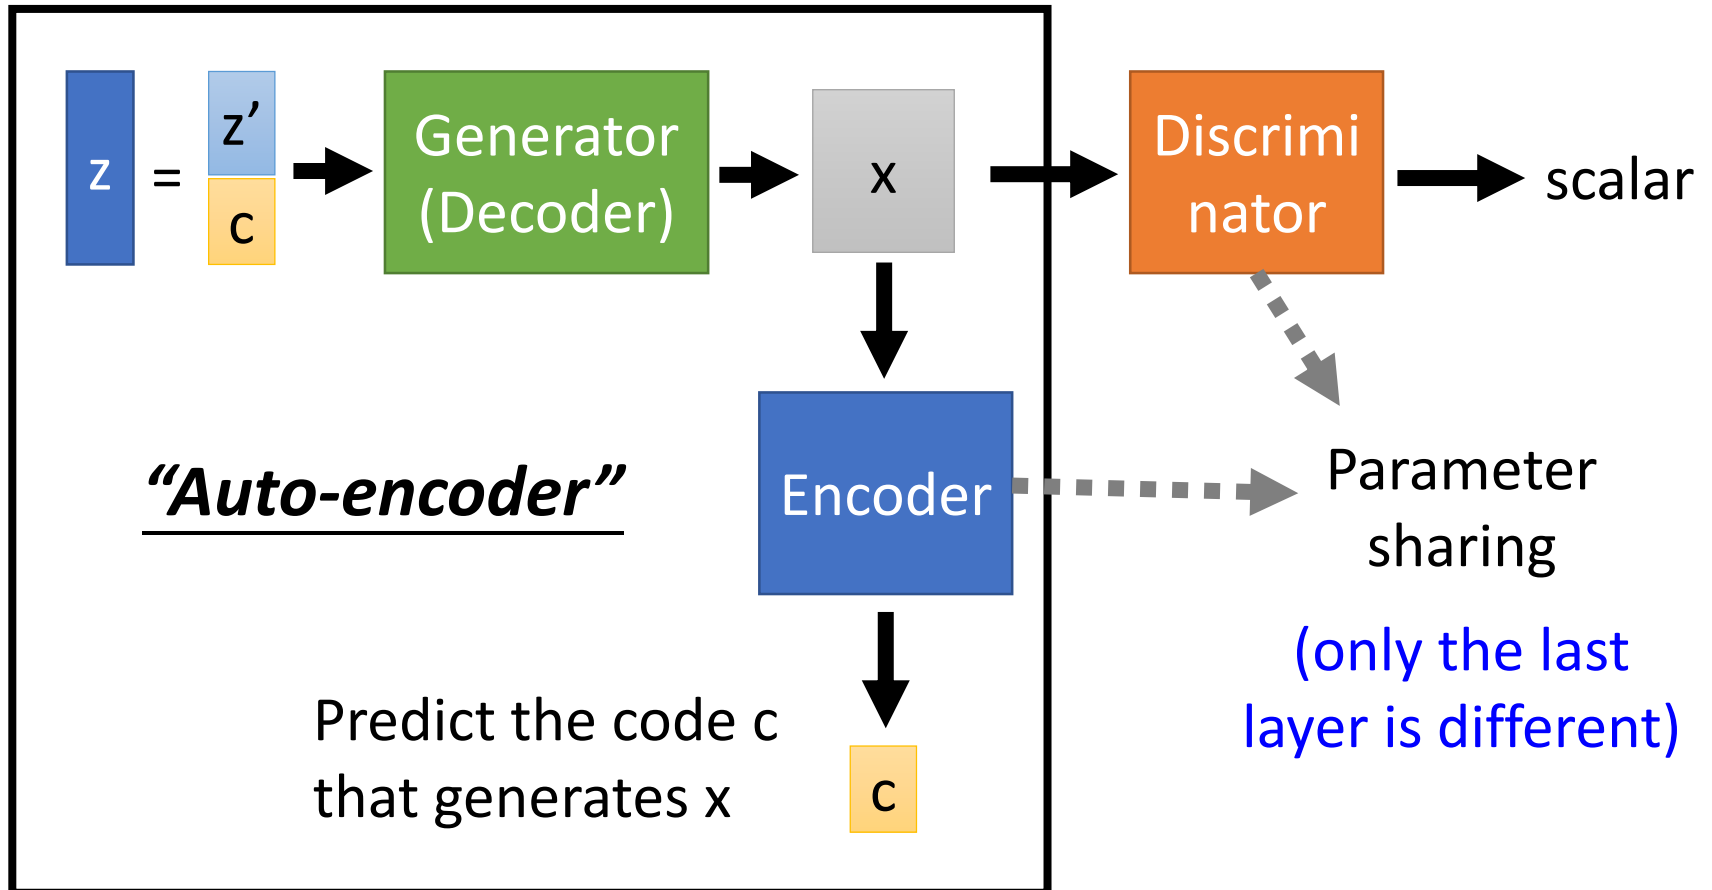 z
=
z’
c
Generator
(Decoder)
x
Discrimi
nator
scalar
“Auto-encoder”
Encoder
Parameter
sharing
(only the last
layer is different)
Predict the code c
that generates x
c